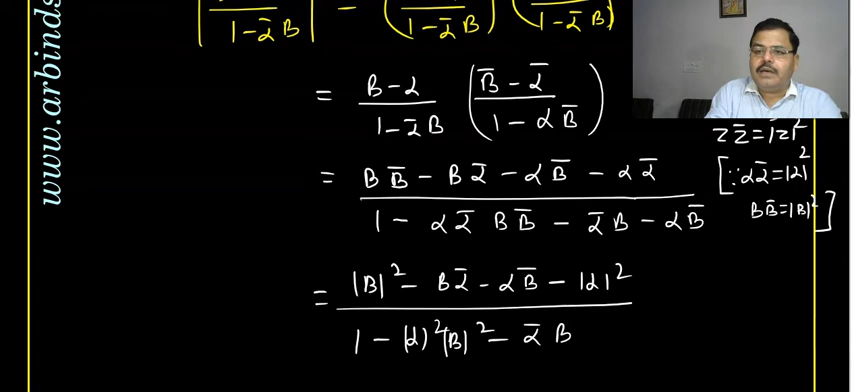 www.arbinds
1-ᾱB = 1-ᾱB 1-ᾱB
= B-α / 1-ᾱB (B̄-ᾱ / 1-αB̄)
zz̄=|z|²
= BB̄ - Bᾱ - αB̄ - αᾱ / 1 - αᾱ BB̄ - ᾱB - αB̄
[∵αᾱ=|α|²
BB̄=|B|²]
= |B|² - Bᾱ - αB̄ - |α|² / 1 - |α|²|B|² - ᾱ B